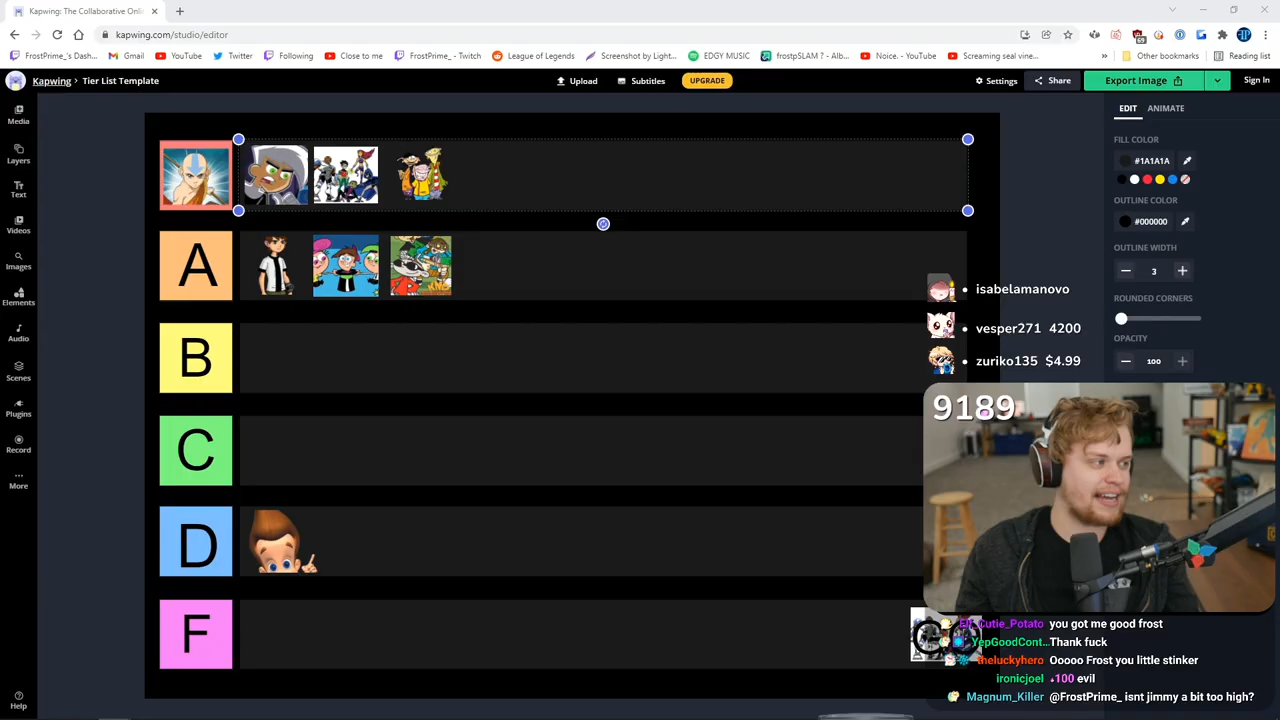 Kapwing: The Collaborative Onli
kapwing.com/studio/editor
69
FrostPrime_'s Dash...
Gmail
YouTube
Twitter
Following
Close to me
FrostPrime_ - Twitch
League of Legends
Screenshot by Light...
EDGY MUSIC
frostpSLAM ? - Alb...
Noice. - YouTube
Screaming seal vine...
Other bookmarks
Reading list
Kapwing
Tier List Template
Upload
Subtitles
UPGRADE
Settings
Share
Export Image
Sign In
Media
Layers
Text
Videos
Images
Elements
Audio
Scenes
Plugins
Record
More
Help
A
B
C
D
F
EDIT
ANIMATE
FILL COLOR
#1A1A1A
OUTLINE COLOR
#000000
OUTLINE WIDTH
3
ROUNDED CORNERS
OPACITY
100
isabelamanovo
vesper271 4200
zuriko135 $4.99
9189
Cutie_Potato you got me good frost
YepGoodCont... Thank fuck
theluckyhero Ooooo Frost you little stinker
ironicjoel 100 evil
Magnum_Killer @FrostPrime_ isnt jimmy a bit too high?